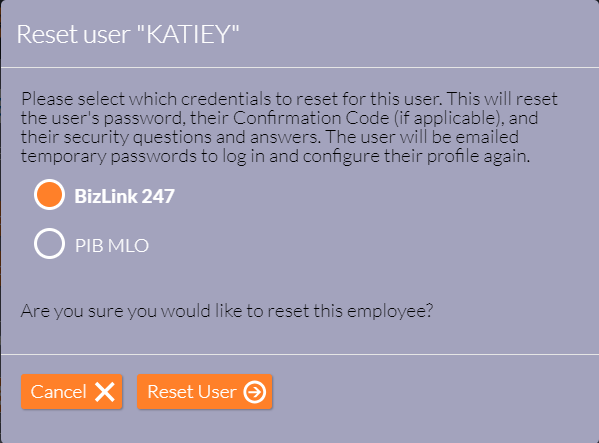 Reset user "KATIEY"
Please select which credentials to reset for this user. This will reset
the user's password, their Confirmation Code (if applicable), and
their security questions and answers. The user will be emailed
temporary passwords to log in and configure their profile again.
BizLink 247
PIB MLO
Are you sure you would like to reset this employee?
Cancel
Reset User